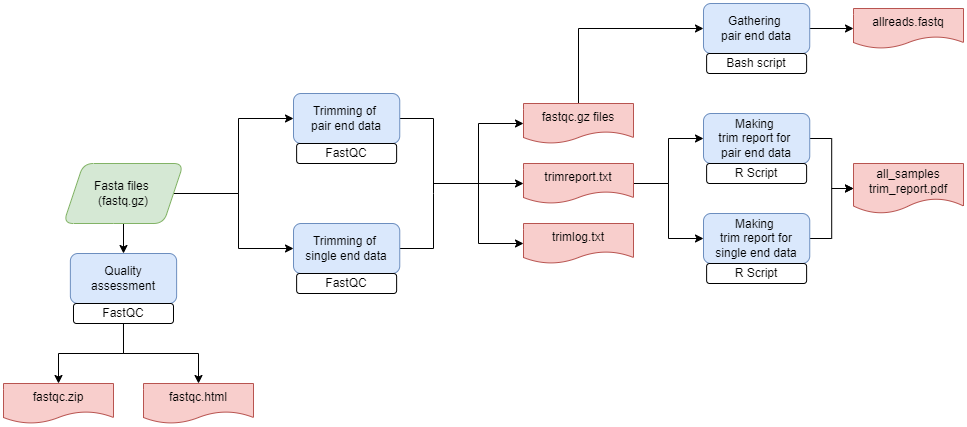 Gathering
pair end data
Bash script
allreads.fastq
Trimming of
pair end data
FastQC
fastqc.gz files
Making
trim report for
pair end data
R Script
Fasta files
(fastq.gz)
trimreport.txt
all_samples
trim_report.pdf
Trimming of
single end data
FastQC
trimlog.txt
Making
trim report for
single end data
R Script
Quality
assessment
FastQC
fastqc.zip
fastqc.html